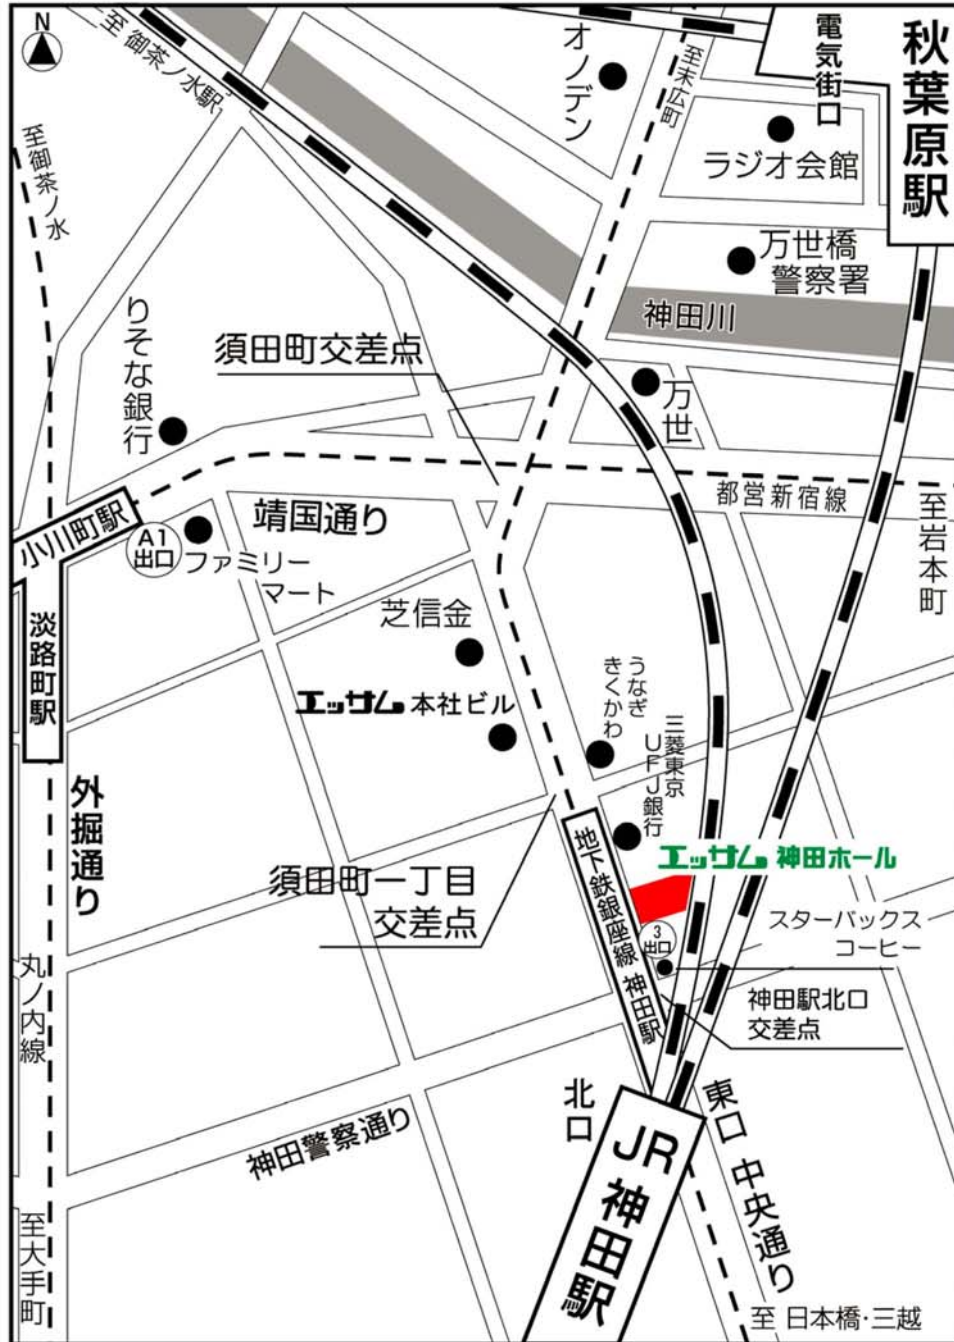 N
至 御茶ノ水駅
オノデン
至末広町
電気街口
秋葉原駅
ラジオ会館
至御茶ノ水
万世橋
警察署
神田川
りそな銀行
須田町交差点
万世
都営新宿線
至岩本町
小川町駅
A1
出口
靖国通り
ファミリー
マート
淡路町駅
芝信金
エッサム 本社ビル
うなぎ
きくかわ
三菱東京
UFJ銀行
外堀通り
須田町一丁目
交差点
地下鉄銀座線 神田駅
エッサム 神田ホール
3
出口
スターバックス
コーヒー
神田駅北口
交差点
丸ノ内線
北口
JR 神田駅
東口
中央通り
神田警察通り
至大手町
至 日本橋・三越